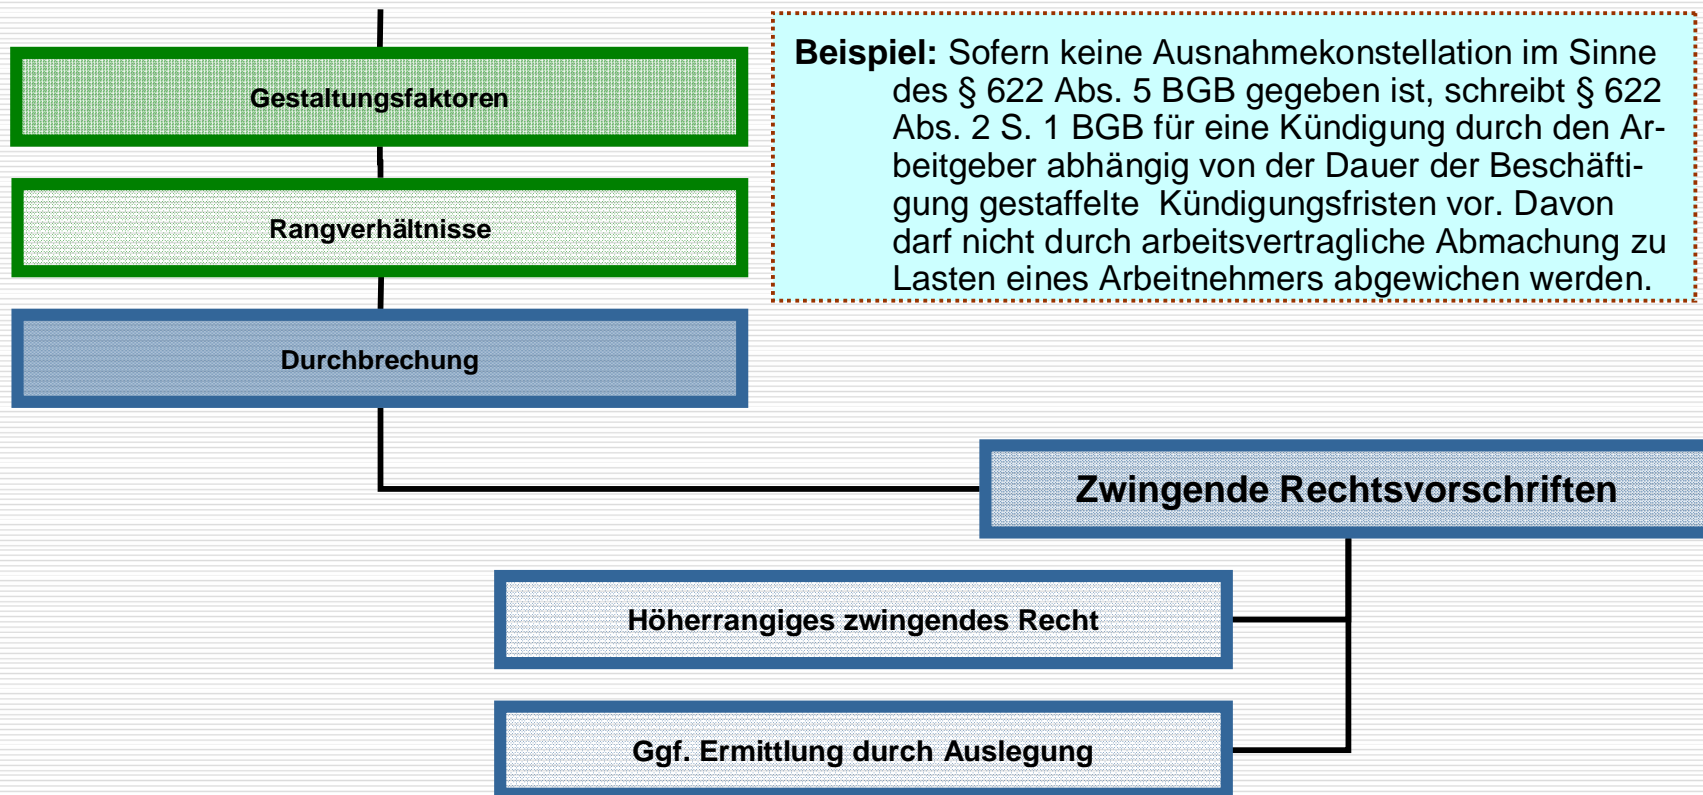 Gestaltungsfaktoren
Rangverhältnisse
Durchbrechung
Beispiel: Sofern keine Ausnahmekonstellation im Sinne
des § 622 Abs. 5 BGB gegeben ist, schreibt § 622
Abs. 2 S. 1 BGB für eine Kündigung durch den Ar-
beitgeber abhängig von der Dauer der Beschäfti-
gung gestaffelte Kündigungsfristen vor. Davon
darf nicht durch arbeitsvertragliche Abmachung zu
Lasten eines Arbeitnehmers abgewichen werden.
Zwingende Rechtsvorschriften
Höherrangiges zwingendes Recht
Ggf. Ermittlung durch Auslegung